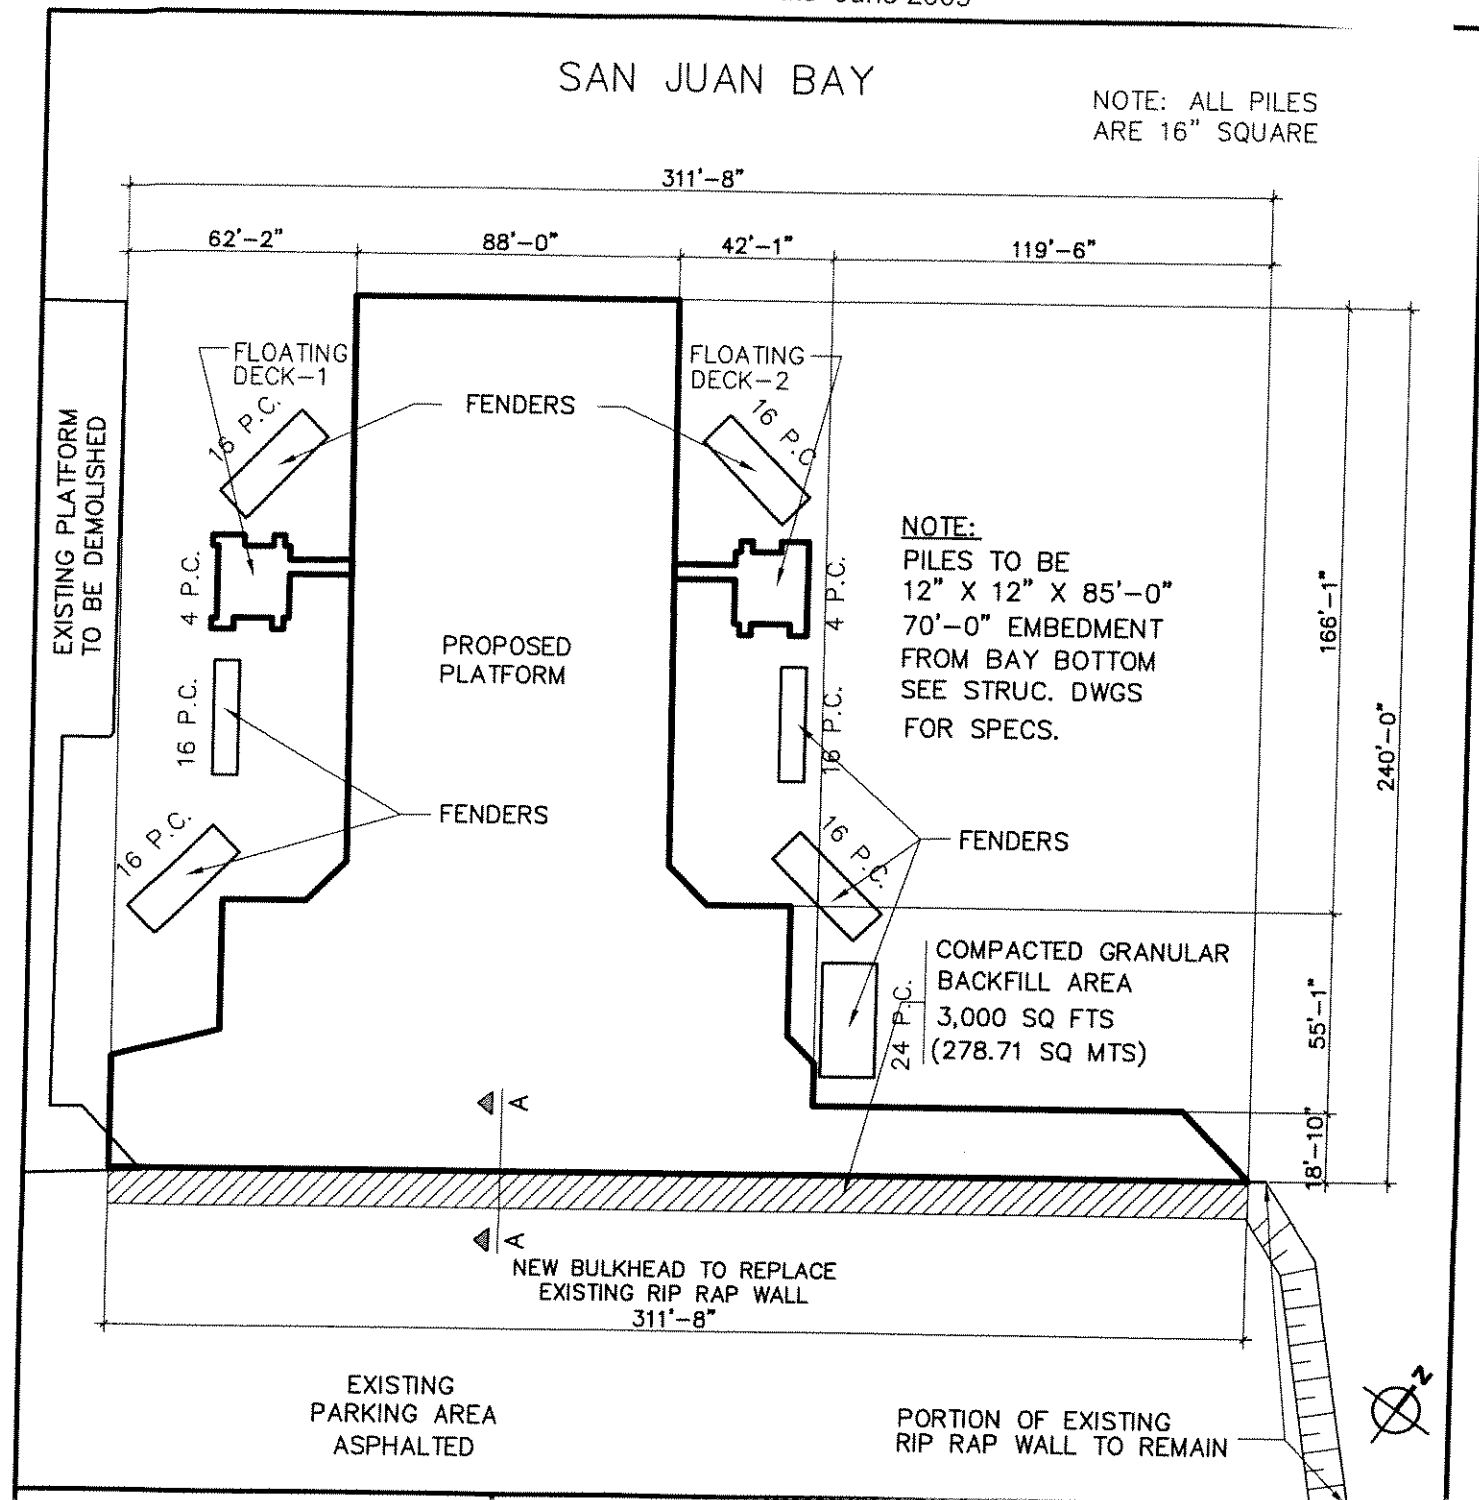 June 2005
SAN JUAN BAY
NOTE: ALL PILES
ARE 16" SQUARE
311'-8"
62'-2"
88'-0"
42'-1"
119'-6"
FLOATING
DECK-1
FLOATING
DECK-2
16 P.C.
FENDERS
16 P.C
EXISTING PLATFORM
TO BE DEMOLISHED
4 P.C.
4 P.C.
NOTE:
PILES TO BE
12" X 12" X 85'-0"
70'-0" EMBEDMENT
FROM BAY BOTTOM
SEE STRUC. DWGS
FOR SPECS.
166'-1"
240'-0"
PROPOSED
PLATFORM
16 P.C.
16 P.C.
FENDERS
16 P.C.
16 P.C.
FENDERS
COMPACTED GRANULAR
BACKFILL AREA
3,000 SQ FTS
(278.71 SQ MTS)
24 P.C.
55'-1"
18'-10"
A
A
NEW BULKHEAD TO REPLACE
EXISTING RIP RAP WALL
311'-8"
EXISTING
PARKING AREA
ASPHALTED
PORTION OF EXISTING
RIP RAP WALL TO REMAIN
N